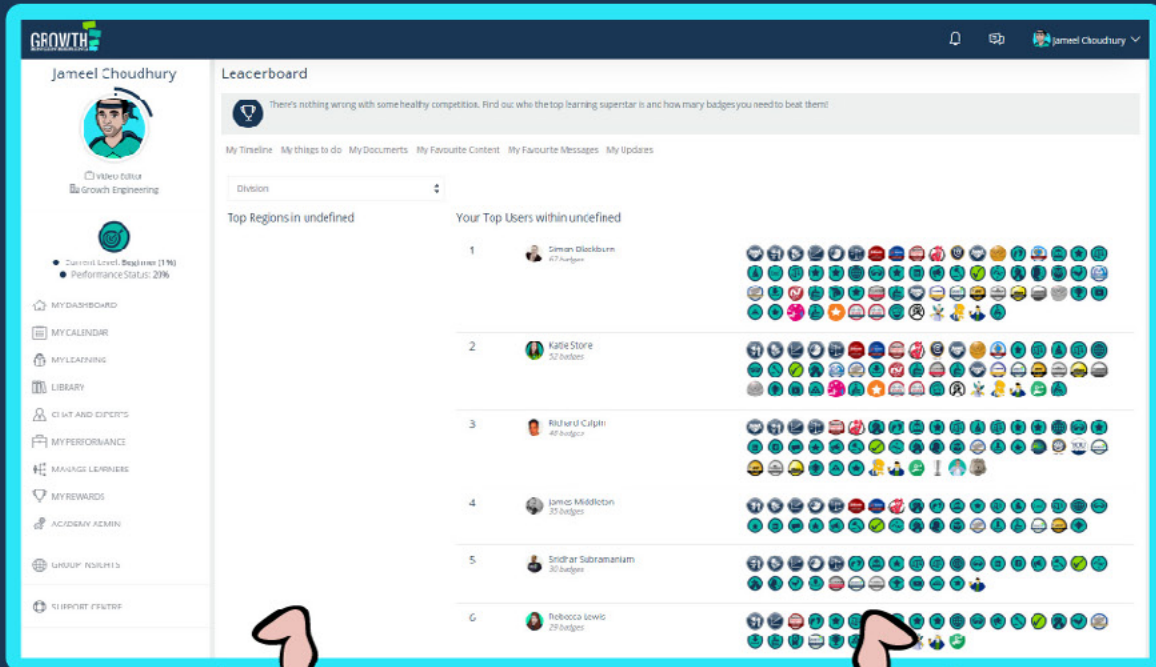 GROWTH
Jameel Choudhury
Jameel Choudhury
Video Editor
Growth Engineering
Current Level: Beginner (1%)
Performance Status: 20%
MY DASHBOARD
MY CALENDAR
MY LEARNING
LIBRARY
CHAT AND EXPERTS
MY PERFORMANCE
MANAGE LEARNERS
MY REWARDS
ACADEMY ADMIN
GROUP INSIGHTS
SUPPORT CENTRE
Leaderboard
There's nothing wrong with some healthy competition. Find out who the top learning superstar is and how many badges you need to beat them!
My Timeline My things to do My Documents My Favourite Content My Favourite Messages My Updates
Division
Top Regions in undefined
Your Top Users within undefined
1 Simon Blackburn
67 badges
2 Katie Store
52 badges
3 Richard Calpin
48 badges
4 James Middleton
35 badges
5 Sridhar Subramaniam
30 badges
6 Rebecca Lewis
29 badges